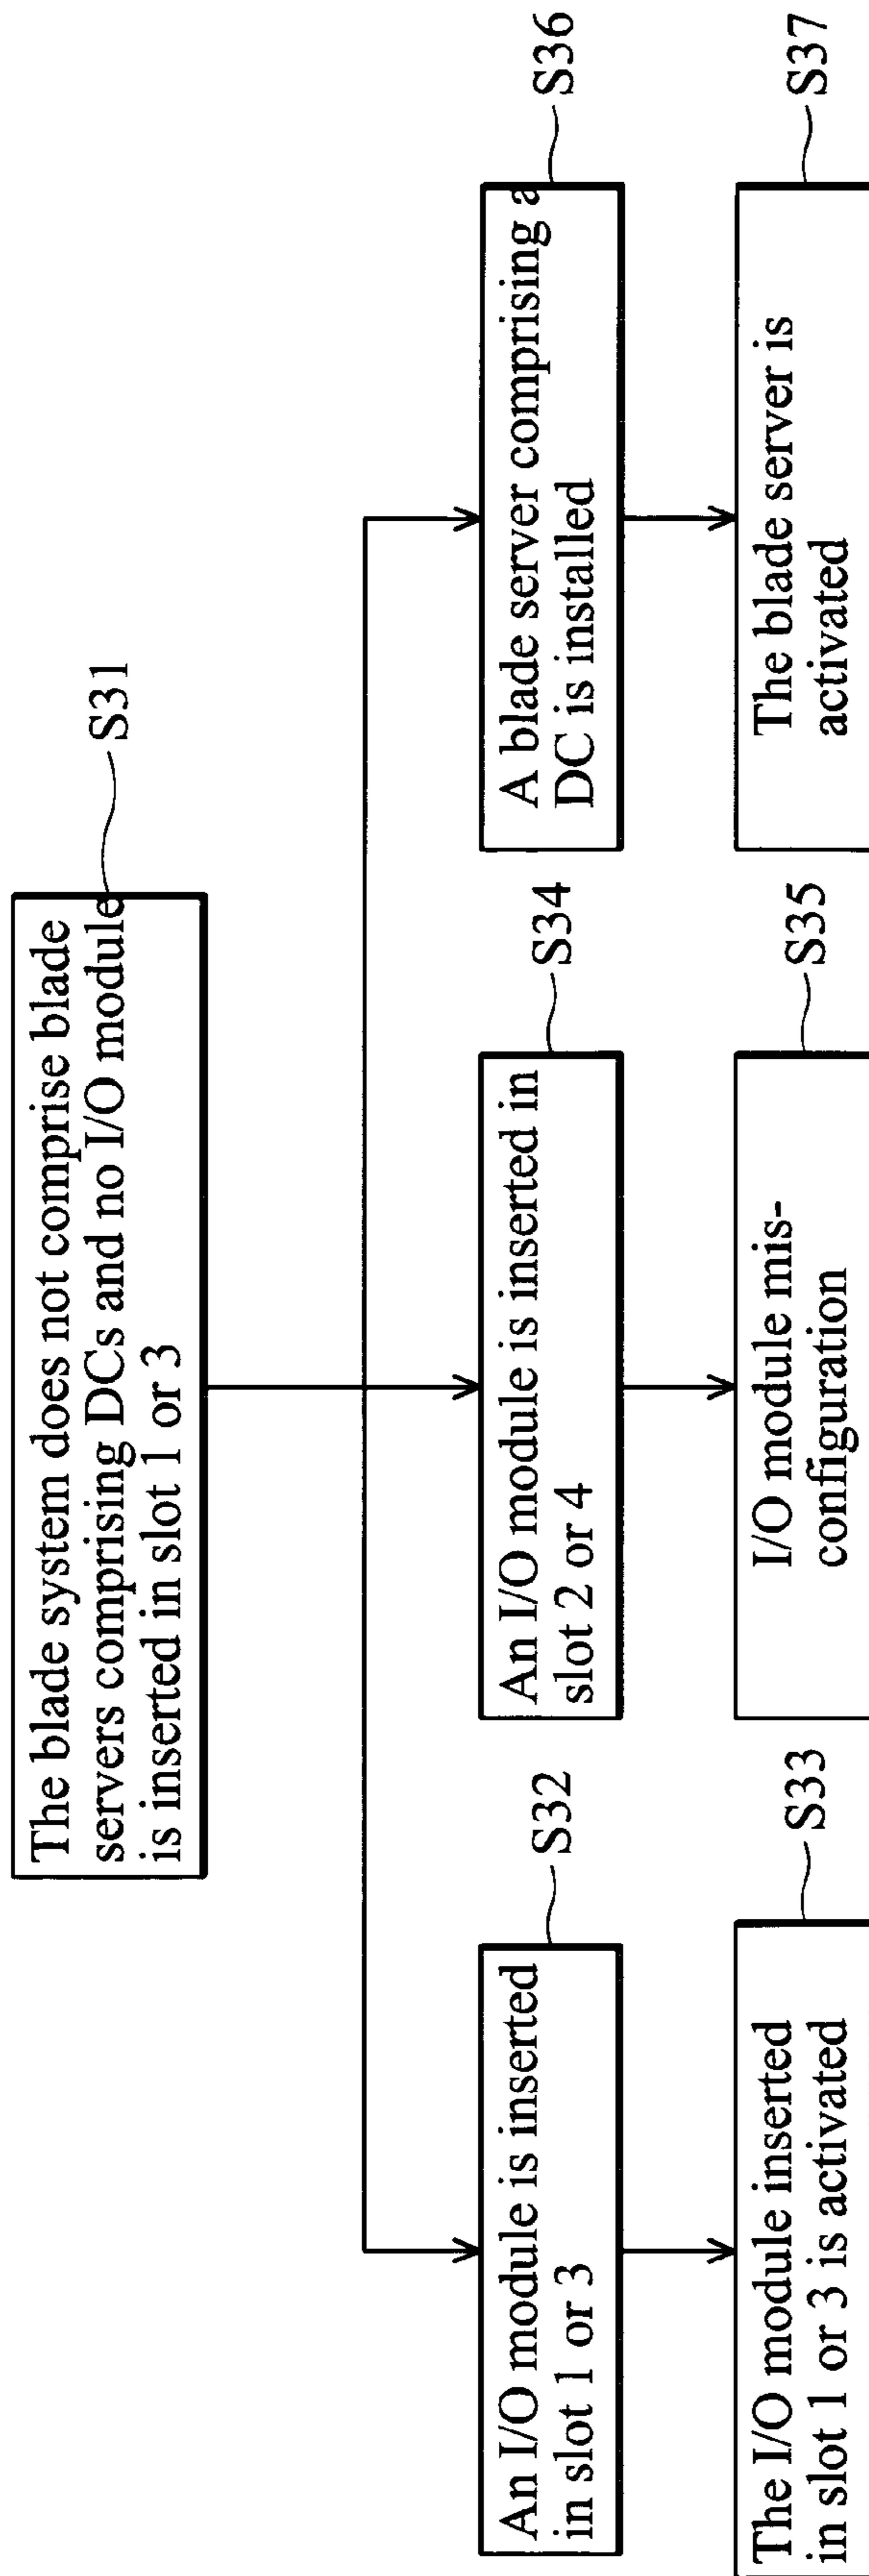 The blade system does not comprise blade
servers comprising DCs and no I/O module
is inserted in slot 1 or 3
S31
An I/O module is inserted
in slot 1 or 3
S32
An I/O module is inserted in
slot 2 or 4
S34
A blade server comprising a
DC is installed
S36
The I/O module inserted
in slot 1 or 3 is activated
S33
I/O module mis-
configuration
S35
The blade server is
activated
S37